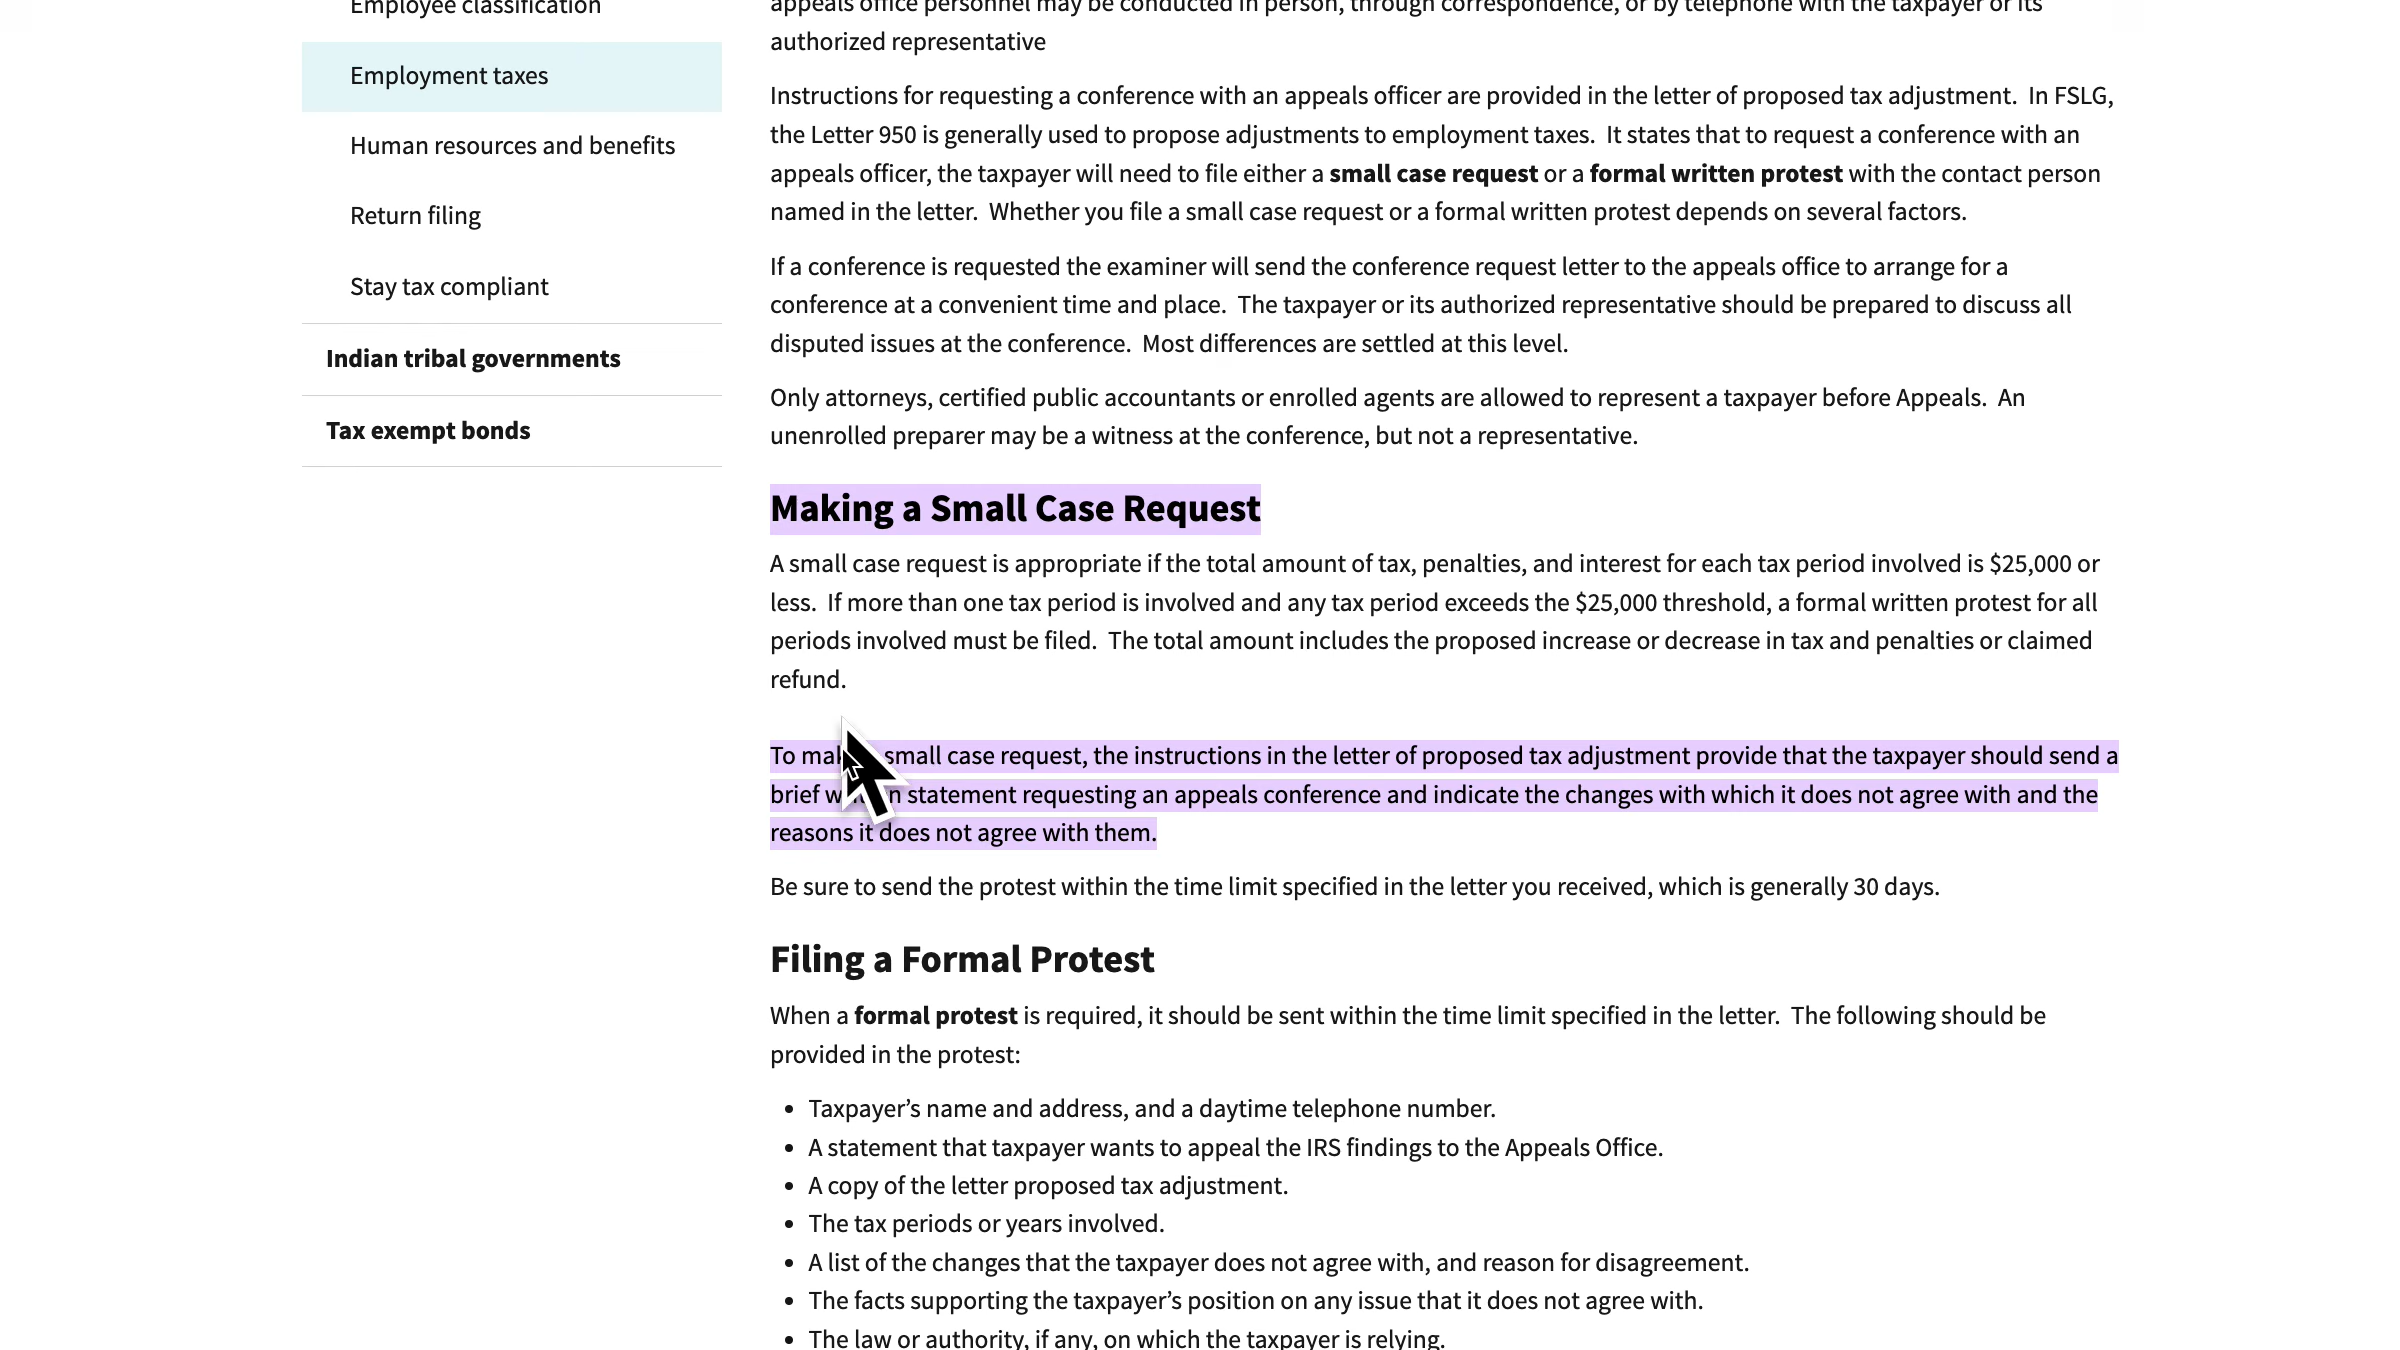 Employee classification
Employment taxes
Human resources and benefits
Return filing
Stay tax compliant
Indian tribal governments
Tax exempt bonds
appeals office personnel may be conducted in person, through correspondence, or by telephone with the taxpayer or its
authorized representative
Instructions for requesting a conference with an appeals officer are provided in the letter of proposed tax adjustment.  In FSLG,
the Letter 950 is generally used to propose adjustments to employment taxes.  It states that to request a conference with an
appeals officer, the taxpayer will need to file either a small case request or a formal written protest with the contact person
named in the letter.  Whether you file a small case request or a formal written protest depends on several factors.
If a conference is requested the examiner will send the conference request letter to the appeals office to arrange for a
conference at a convenient time and place.  The taxpayer or its authorized representative should be prepared to discuss all
disputed issues at the conference.  Most differences are settled at this level.
Only attorneys, certified public accountants or enrolled agents are allowed to represent a taxpayer before Appeals.  An
unenrolled preparer may be a witness at the conference, but not a representative.
Making a Small Case Request
A small case request is appropriate if the total amount of tax, penalties, and interest for each tax period involved is $25,000 or
less.  If more than one tax period is involved and any tax period exceeds the $25,000 threshold, a formal written protest for all
periods involved must be filed.  The total amount includes the proposed increase or decrease in tax and penalties or claimed
refund.
To small case request, the instructions in the letter of proposed tax adjustment provide that the taxpayer should send a
brief statement requesting an appeals conference and indicate the changes with which it does not agree with and the
reasons it does not agree with them.
Be sure to send the protest within the time limit specified in the letter you received, which is generally 30 days.
Filing a Formal Protest
When a formal protest is required, it should be sent within the time limit specified in the letter.  The following should be
provided in the protest:
• Taxpayer’s name and address, and a daytime telephone number.
• A statement that taxpayer wants to appeal the IRS findings to the Appeals Office.
• A copy of the letter proposed tax adjustment.
• The tax periods or years involved.
• A list of the changes that the taxpayer does not agree with, and reason for disagreement.
• The facts supporting the taxpayer’s position on any issue that it does not agree with.
• The law or authority, if any, on which the taxpayer is relying.